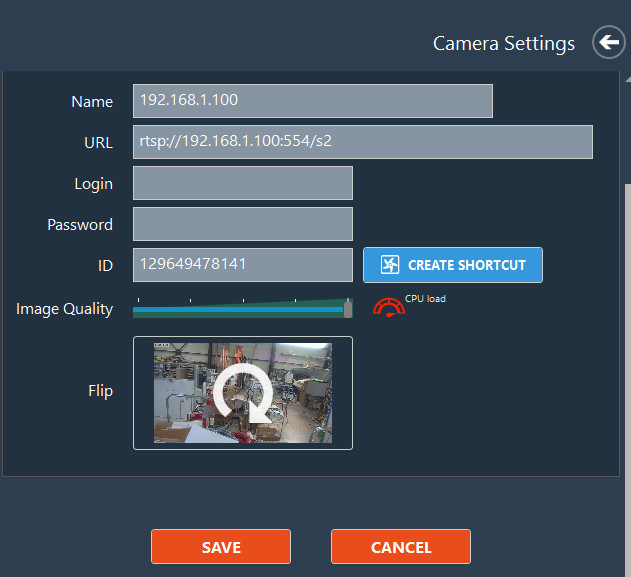 Camera Settings
Name 192.168.1.100
URL rtsp://192.168.1.100:554/s2
Login
Password
ID 129649478141 CREATE SHORTCUT
Image Quality CPU load
Flip
SAVE CANCEL